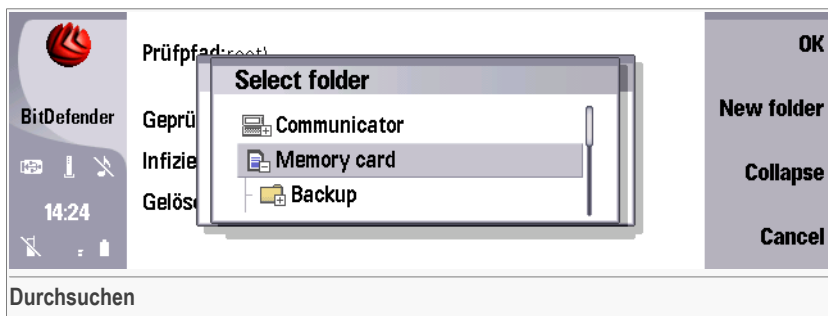 BitDefender
14:24
Prüfpfad:root\
Geprü
Infizie
Gelös
Select folder
Communicator
Memory card
Backup
OK
New folder
Collapse
Cancel
Durchsuchen